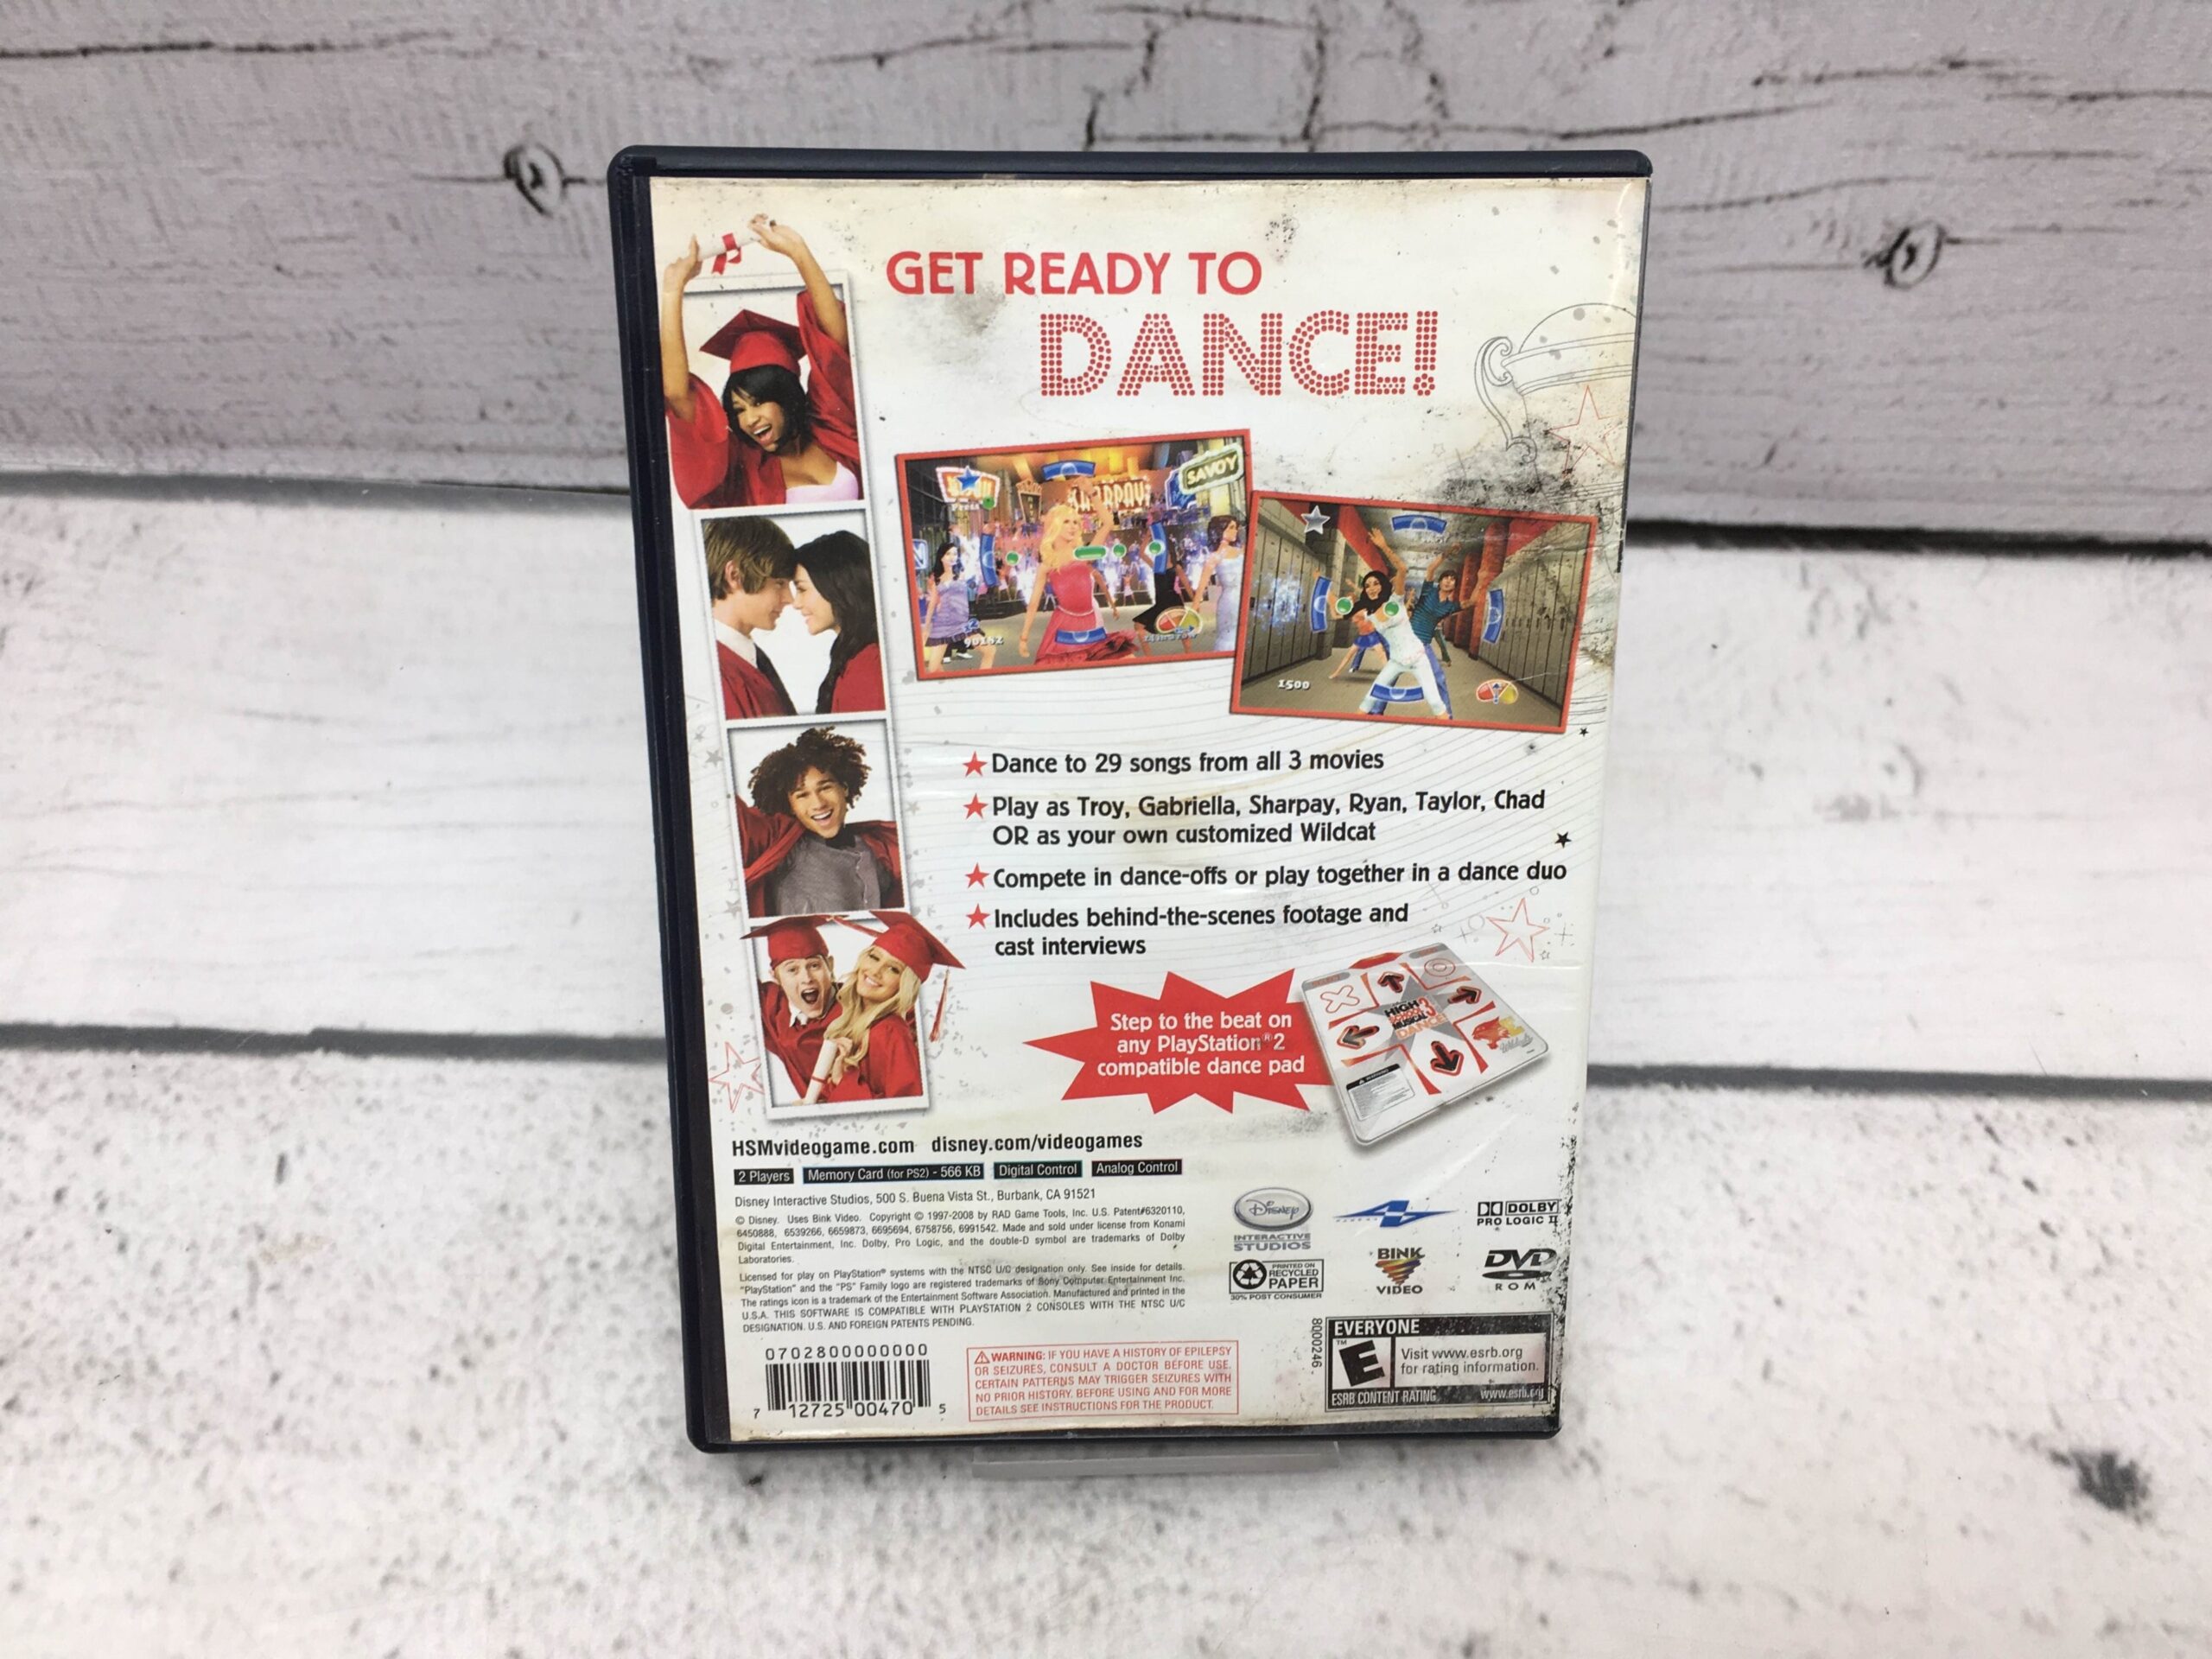 GET READY TO
DANCE!
SAVOY
90182
1500
Dance to 29 songs from all 3 movies
Play as Troy, Gabriella, Sharpay, Ryan, Taylor, Chad
OR as your own customized Wildcat
Compete in dance-offs or play together in a dance duo
Includes behind-the-scenes footage and
cast interviews
Step to the beat on
any PlayStation®2
compatible dance pad
HIGH
SCHOOL
MUSICAL 3
DANCE
HSMvideogame.com disney.com/videogames
2 Players Memory Card (for PS2) - 566 KB Digital Control Analog Control
Disney Interactive Studios, 500 S. Buena Vista St., Burbank, CA 91521
© Disney. Uses Bink Video. Copyright © 1997-2008 by RAD Game Tools, Inc. U.S. Patent#6320110,
6450888, 6539266, 6659873, 6695694, 6758756, 6991542. Made and sold under license from Konami
Digital Entertainment, Inc. Dolby, Pro Logic, and the double-D symbol are trademarks of Dolby
Laboratories.
Licensed for play on PlayStation® systems with the NTSC U/C designation only. See inside for details.
"PlayStation" and the "PS" Family logo are registered trademarks of Sony Computer Entertainment Inc.
The ratings icon is a trademark of the Entertainment Software Association. Manufactured and printed in the
U.S.A. THIS SOFTWARE IS COMPATIBLE WITH PLAYSTATION 2 CONSOLES WITH THE NTSC U/C
DESIGNATION. U.S. AND FOREIGN PATENTS PENDING.
Disney
INTERACTIVE
STUDIOS
DOLBY
PRO LOGIC II
PRINTED ON
RECYCLED
PAPER
30% POST CONSUMER
BINK
VIDEO
DVD
ROM
0702800000000
7 12725 00470 5
WARNING: IF YOU HAVE A HISTORY OF EPILEPSY
OR SEIZURES, CONSULT A DOCTOR BEFORE USE.
CERTAIN PATTERNS MAY TRIGGER SEIZURES WITH
NO PRIOR HISTORY. BEFORE USING AND FOR MORE
DETAILS SEE INSTRUCTIONS FOR THE PRODUCT.
8000246
EVERYONE
E
TM
Visit www.esrb.org
for rating information.
ESRB CONTENT RATING www.esrb.org